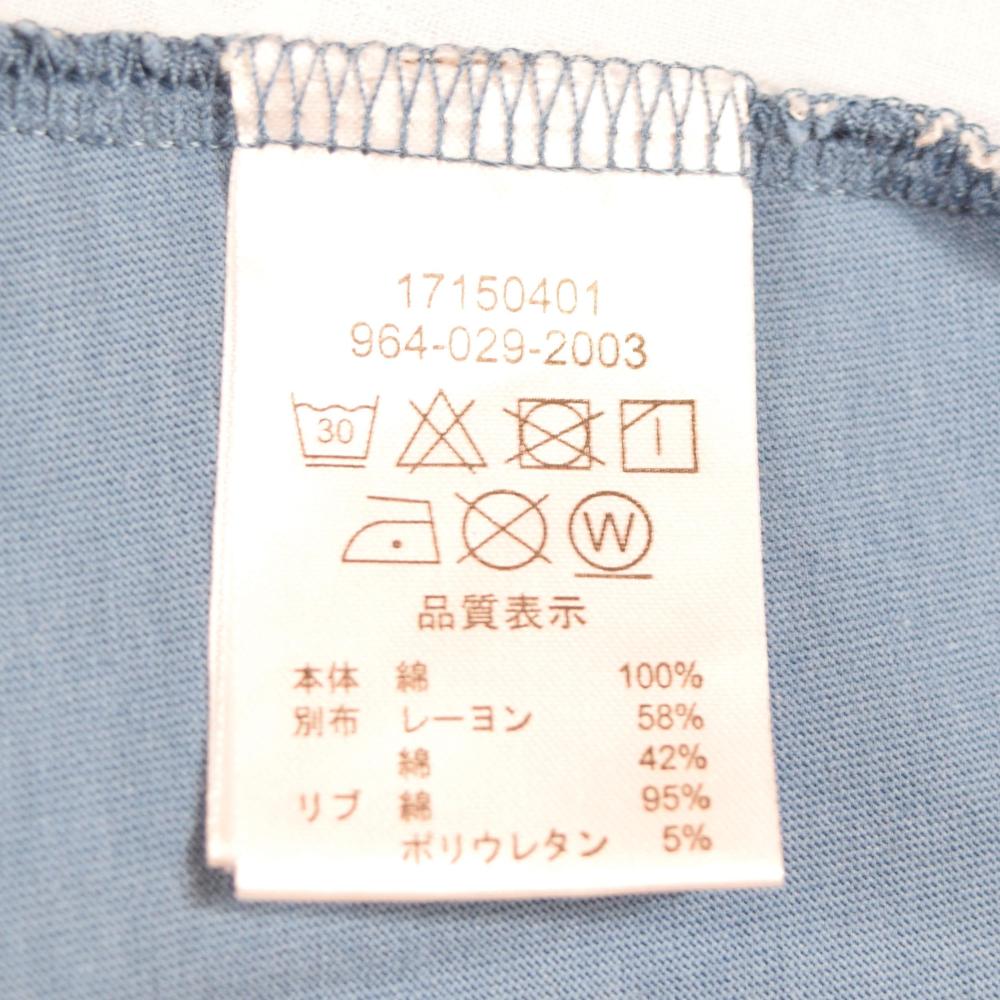 17150401
964-029-2003
30
W
品質表示
本体 綿 100%
別布 レーヨン 58%
綿 42%
リブ 綿 95%
ポリウレタン 5%